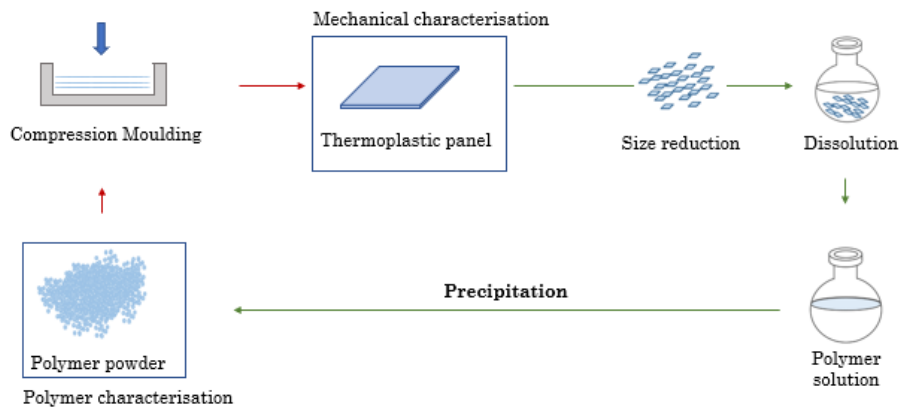 Mechanical characterisation
Compression Moulding
Thermoplastic panel
Size reduction
Dissolution
Precipitation
Polymer powder
Polymer characterisation
Polymer
solution